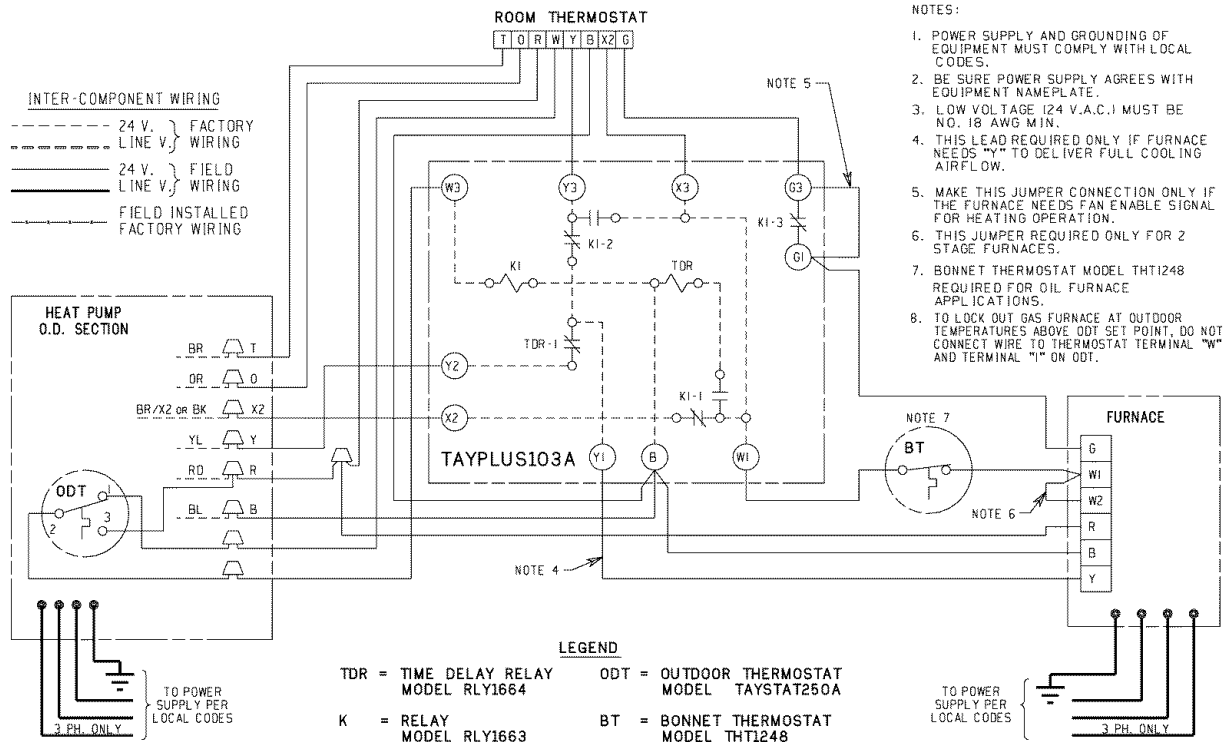 ROOM THERMOSTAT
T O R W Y B X2 G
INTER-COMPONENT WIRING
24 V. } FACTORY
LINE V. } WIRING
24 V. } FIELD
LINE V. } WIRING
FIELD INSTALLED
FACTORY WIRING
NOTES:
1. POWER SUPPLY AND GROUNDING OF
EQUIPMENT MUST COMPLY WITH LOCAL
CODES.
2. BE SURE POWER SUPPLY AGREES WITH
EQUIPMENT NAMEPLATE.
3. LOW VOLTAGE (24 V.A.C.) MUST BE
NO. 18 AWG MIN.
4. THIS LEAD REQUIRED ONLY IF FURNACE
NEEDS "Y" TO DELIVER FULL COOLING
AIRFLOW.
5. MAKE THIS JUMPER CONNECTION ONLY IF
THE FURNACE NEEDS FAN ENABLE SIGNAL
FOR HEATING OPERATION.
6. THIS JUMPER REQUIRED ONLY FOR 2
STAGE FURNACES.
7. BONNET THERMOSTAT MODEL THT1248
REQUIRED FOR OIL FURNACE
APPLICATIONS.
8. TO LOCK OUT GAS FURNACE AT OUTDOOR
TEMPERATURES ABOVE ODT SET POINT, DO NOT
CONNECT WIRE TO THERMOSTAT TERMINAL "W"
AND TERMINAL "1" ON ODT.
NOTE 5
W3
Y3
X3
G3
K1-3
K1-2
G1
K1
TDR
TDR-1
Y2
K1-1
X2
TAYPLUS103A
Y1
B
W1
HEAT PUMP
O.D. SECTION
BR T
OR O
BR/X2 OR BK X2
YL Y
RD R
BL B
ODT
1
2
3
NOTE 7
BT
NOTE 6
NOTE 4
FURNACE
G
W1
W2
R
B
Y
TO POWER
SUPPLY PER
LOCAL CODES
3 PH. ONLY
LEGEND
TDR = TIME DELAY RELAY
MODEL RLY1664
K = RELAY
MODEL RLY1663
ODT = OUTDOOR THERMOSTAT
MODEL TAYSTAT250A
BT = BONNET THERMOSTAT
MODEL THT1248
TO POWER
SUPPLY PER
LOCAL CODES
3 PH. ONLY